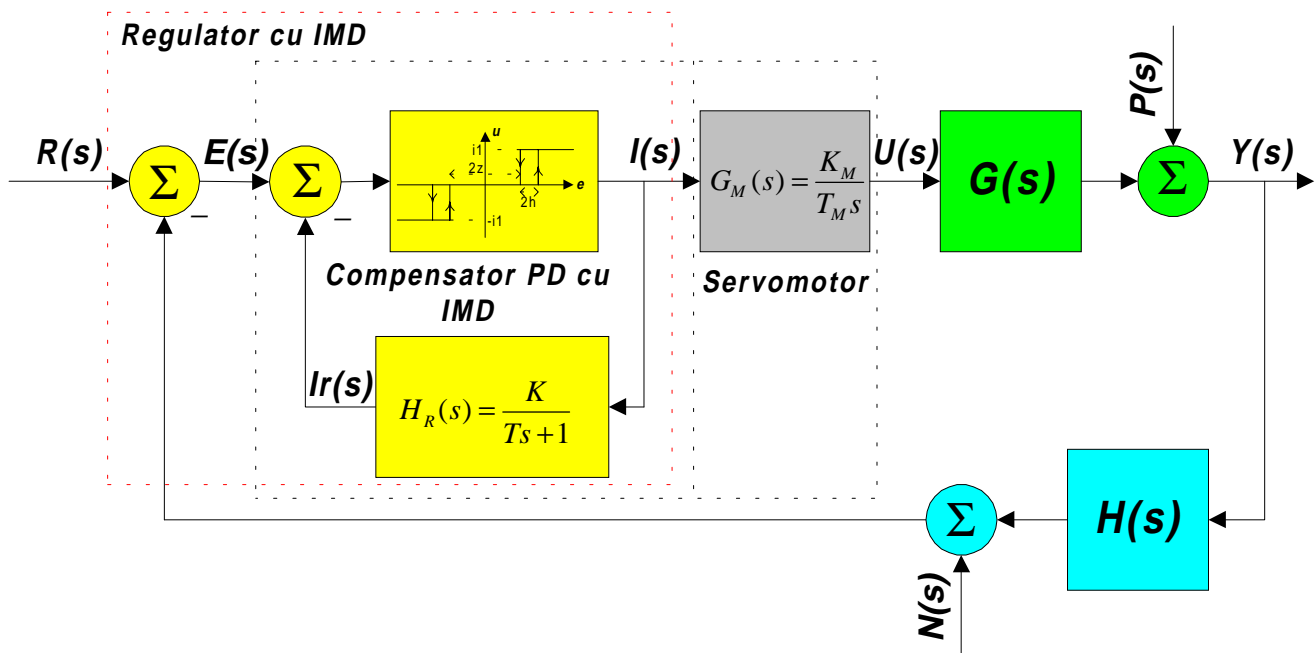 Regulator cu IMD
R(s)
Σ
−
E(s)
Σ
−
u
i1
2z
e
2h
-i1
I(s)
G_M(s) = K_M / T_M s
U(s)
G(s)
P(s)
Σ
Y(s)
Compensator PD cu
IMD
Servomotor
Ir(s)
H_R(s) = K / Ts + 1
Σ
H(s)
N(s)